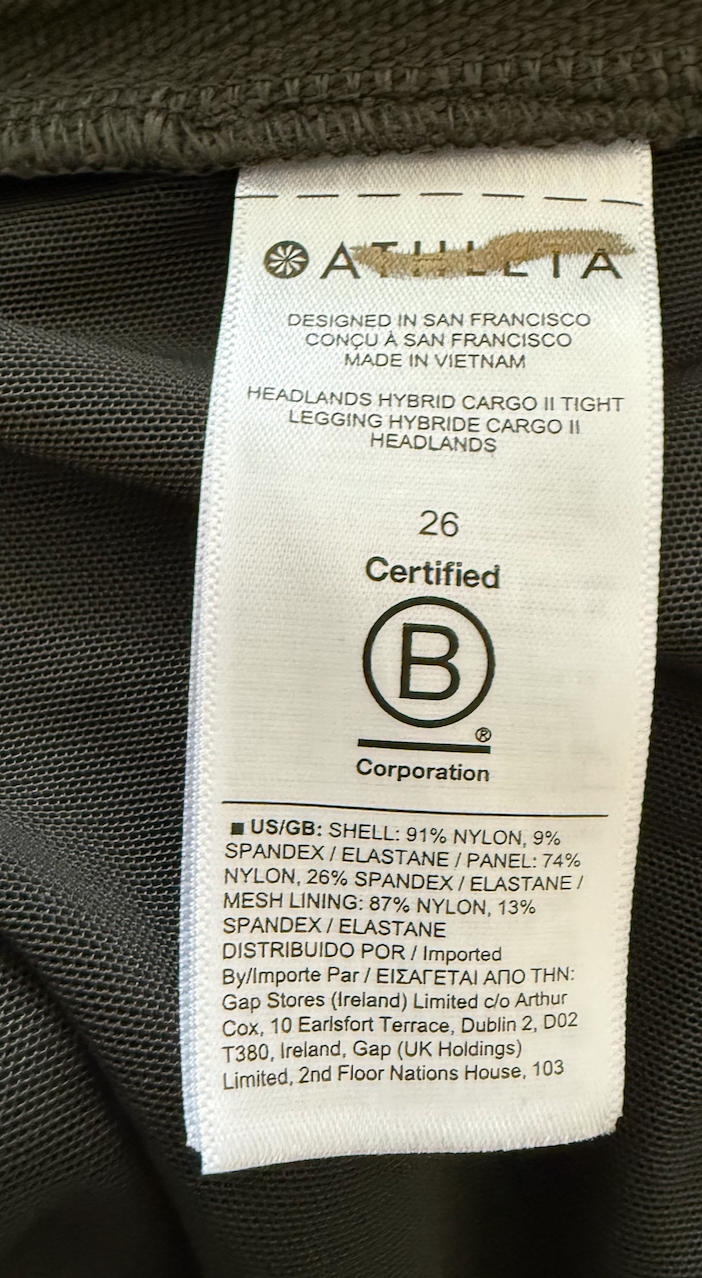 ATHLETA
DESIGNED IN SAN FRANCISCO
CONÇU À SAN FRANCISCO
MADE IN VIETNAM
HEADLANDS HYBRID CARGO II TIGHT
LEGGING HYBRIDE CARGO II
HEADLANDS
26
Certified
B
®
Corporation
■ US/GB: SHELL: 91% NYLON, 9%
SPANDEX / ELASTANE / PANEL: 74%
NYLON, 26% SPANDEX / ELASTANE /
MESH LINING: 87% NYLON, 13%
SPANDEX / ELASTANE
DISTRIBUIDO POR / Imported
By/Importe Par / ΕΙΣΑΓΕΤΑΙ ΑΠΟ ΤΗΝ:
Gap Stores (Ireland) Limited c/o Arthur
Cox, 10 Earlsfort Terrace, Dublin 2, D02
T380, Ireland, Gap (UK Holdings)
Limited, 2nd Floor Nations House, 103